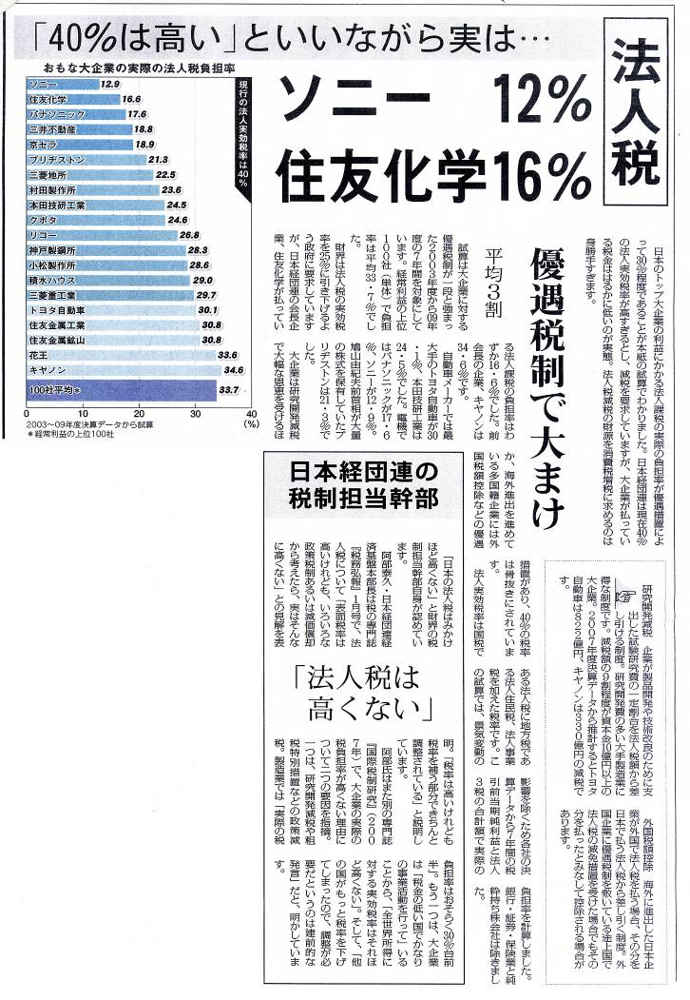 「40%は高い」といいながら実は…
法人税
ソニー 12%
住友化学16%
おもな大企業の実際の法人税負担率
現行の法人実効税率は40%
ソニー 12.9
住友化学 16.6
パナソニック 17.6
三井不動産 18.8
京セラ 18.9
ブリヂストン 21.3
三菱地所 22.5
村田製作所 23.6
本田技研工業 24.5
クボタ 24.6
リコー 26.8
神戸製鋼所 28.3
小松製作所 28.6
積水ハウス 29.0
三菱重工業 29.7
トヨタ自動車 30.1
住友金属工業 30.8
住友金属鉱山 30.8
花王 33.6
キヤノン 34.6
100社平均* 33.7
0 10 20 30 40
(%)
2003~09年度決算データから試算
*経常利益の上位100社
優遇税制で大まけ
日本のトップ大企業の利益にかかる法人課税の実際の負担率が優遇措置によ
って30%程度であることが本紙の試算でわかりました。日本経団連は現在40%
の法人実効税率が高すぎるとし、減税を要求していますが、大企業が払ってい
る税金ははるかに低いのが実態。法人税減税の財源を消費税増税に求めるのは
身勝手すぎます。
平均3割
試算は大企業に対する
優遇税制が一段と強まっ
た2003年度から09年
度の7年間を対象にして
います。経常利益の上位
100社(単体)で負担
率は平均33・7%でし
た。
財界は法人税の実効税
率を25%に引き下げるよ
う政府に要求しています
が、日本経団連の会長企
業、住友化学が払ってい
る法人課税の負担率はわ
ずか16・6%でした。前
会長の企業、キヤノンは
34・6%です。
自動車メーカーでは最
大手のトヨタ自動車が30
・1%、本田技研工業は
24・5%でした。電機で
はパナソニックが17・6
%、ソニーが12・9%。
鳩山由紀夫前首相が大量
の株式を保有していたブ
リヂストンは21・3%で
した。
大企業は研究開発減税
で大幅な恩恵を受けるほ
か、海外進出を進めて
いる多国籍企業には外
国税額控除などの優遇
措置があり、40%の税率
は骨抜きにされていま
す。
法人実効税率は国税で
ある法人税に地方税であ
る法人住民税、法人事業
税を加えた税率です。こ
の試算では、景気変動の
影響を除くため各社の決
算データから7年間の税
引前当期純利益と法人
3税の合計額で実際の
負担率を計算しました。
銀行・証券・保険業と純
粋持ち株会社は除きまし
た。
研究開発減税 企業が製品開発や技術改良のために支
出した試験研究費の一定割合を法人税額から差
し引ける制度。研究開発費の多い大手製造業に
得な制度です。減税額の9割程度が資本金10億円以上の
大企業。2007年度決算データから推計するとトヨタ
自動車は822億円、キヤノンは330億円の減税で
す。
外国税額控除 海外に進出した日本企
業が外国で法人税を払う場合、その分を
日本で払う法人税から差し引く制度。外
国企業に優遇税制を敷いている途上国で
法人税の減免措置を受けた場合でもその
分を払ったとみなして控除される場合が
あります。
日本経団連の
税制担当幹部
「法人税は
高くない」
「日本の法人税はみかけ
ほど高くない」と財界の税
制担当幹部自身が認めてい
ます。
阿部泰久・日本経団連経
済基盤本部長は税の専門誌
『税務弘報』1月号で、法
人税について「表面税率は
高いけれども、いろいろな
政策税制あるいは減価償却
から考えたら、実はそんな
に高くない」との見解を表
明。「税率は高いけれども
税率を補う部分できちんと
調整されている」と説明し
ています。
阿部氏はまた別の専門誌
『国際税制研究』(200
7年)で、大企業の実際の
税負担率が高くない理由に
ついて二つの要因を指摘。
一つは、研究開発減税や租
税特別措置などの政策減
税。製造業では「実際の税
負担率はおそらく30%台前
半。もう一つは、大企業
は「税金の低い国でかなり
の事業活動を行って」いる
ことから、「全世界所得に
対する実効税率はそれほ
ど高くない」。そして、「他
の国がもっと税率を下げ
てしまったので、調整が必
要だというのは建前的な
発言」だと、明かしていま
す。